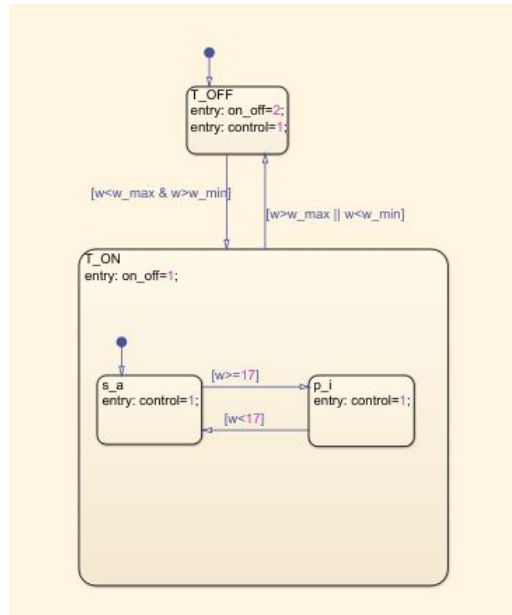 T_OFF
entry: on_off=2;
entry: control=1;
[w<w_max & w>w_min]
[w>w_max || w<w_min]
T_ON
entry: on_off=1;
s_a
entry: control=1;
[w>=17]
[w<17]
p_i
entry: control=1;